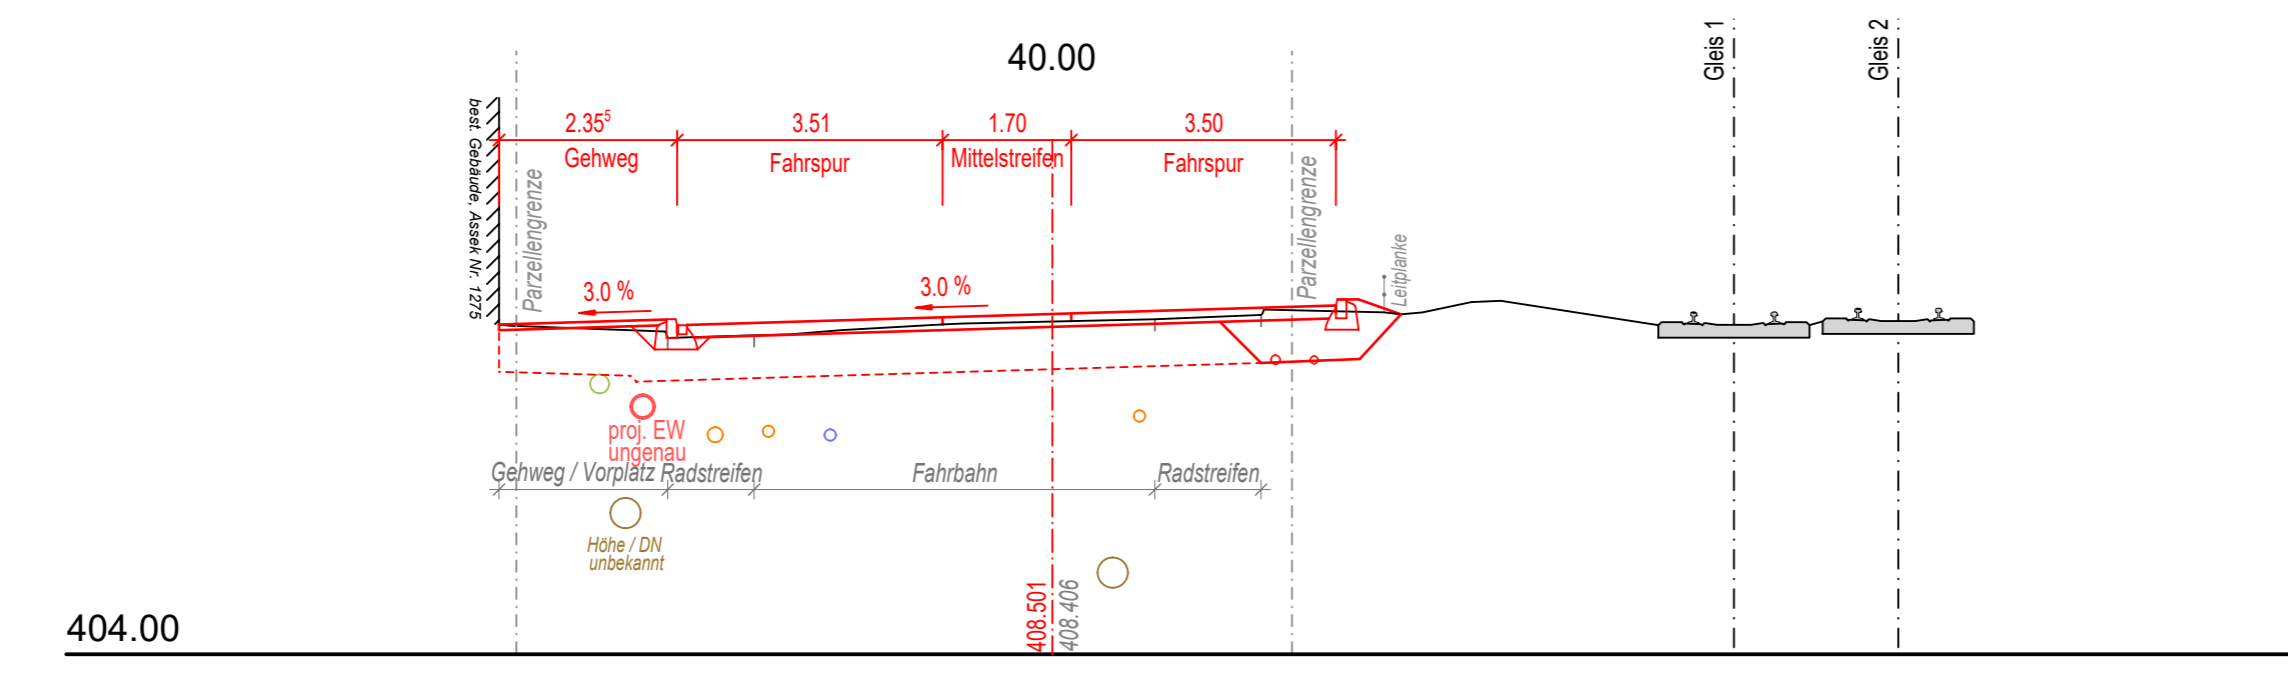 40.00
Gleis 1
Gleis 2
best. Gebäude, Assek Nr. 1275
2.35⁵
3.51
1.70
3.50
Gehweg
Fahrspur
Mittelstreifen
Fahrspur
Parzellengrenze
Parzellengrenze
Leitplanke
3.0 %
3.0 %
proj. EW
ungenau
Gehweg / Vorplatz
Radstreifen
Fahrbahn
Radstreifen
Höhe / DN
unbekannt
408.501
408.406
404.00